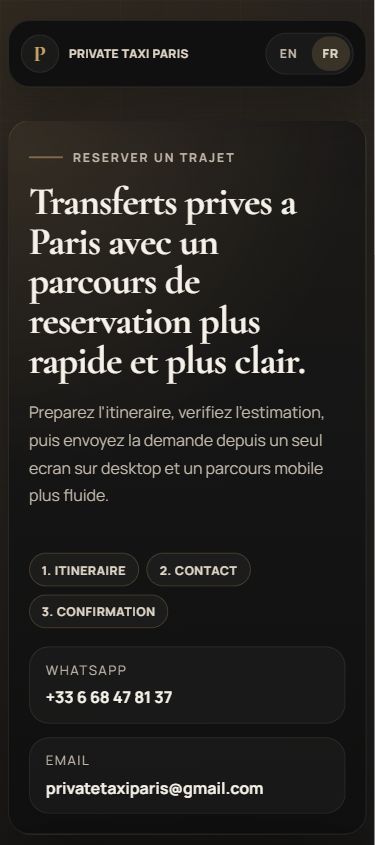 P PRIVATE TAXI PARIS EN FR
RESERVER UN TRAJET
Transferts prives a
Paris avec un
parcours de
reservation plus
rapide et plus clair.
Preparez l'itineraire, verifiez l'estimation,
puis envoyez la demande depuis un seul
ecran sur desktop et un parcours mobile
plus fluide.
1. ITINERAIRE 2. CONTACT
3. CONFIRMATION
WHATSAPP
+33 6 68 47 81 37
EMAIL
privatetaxiparis@gmail.com